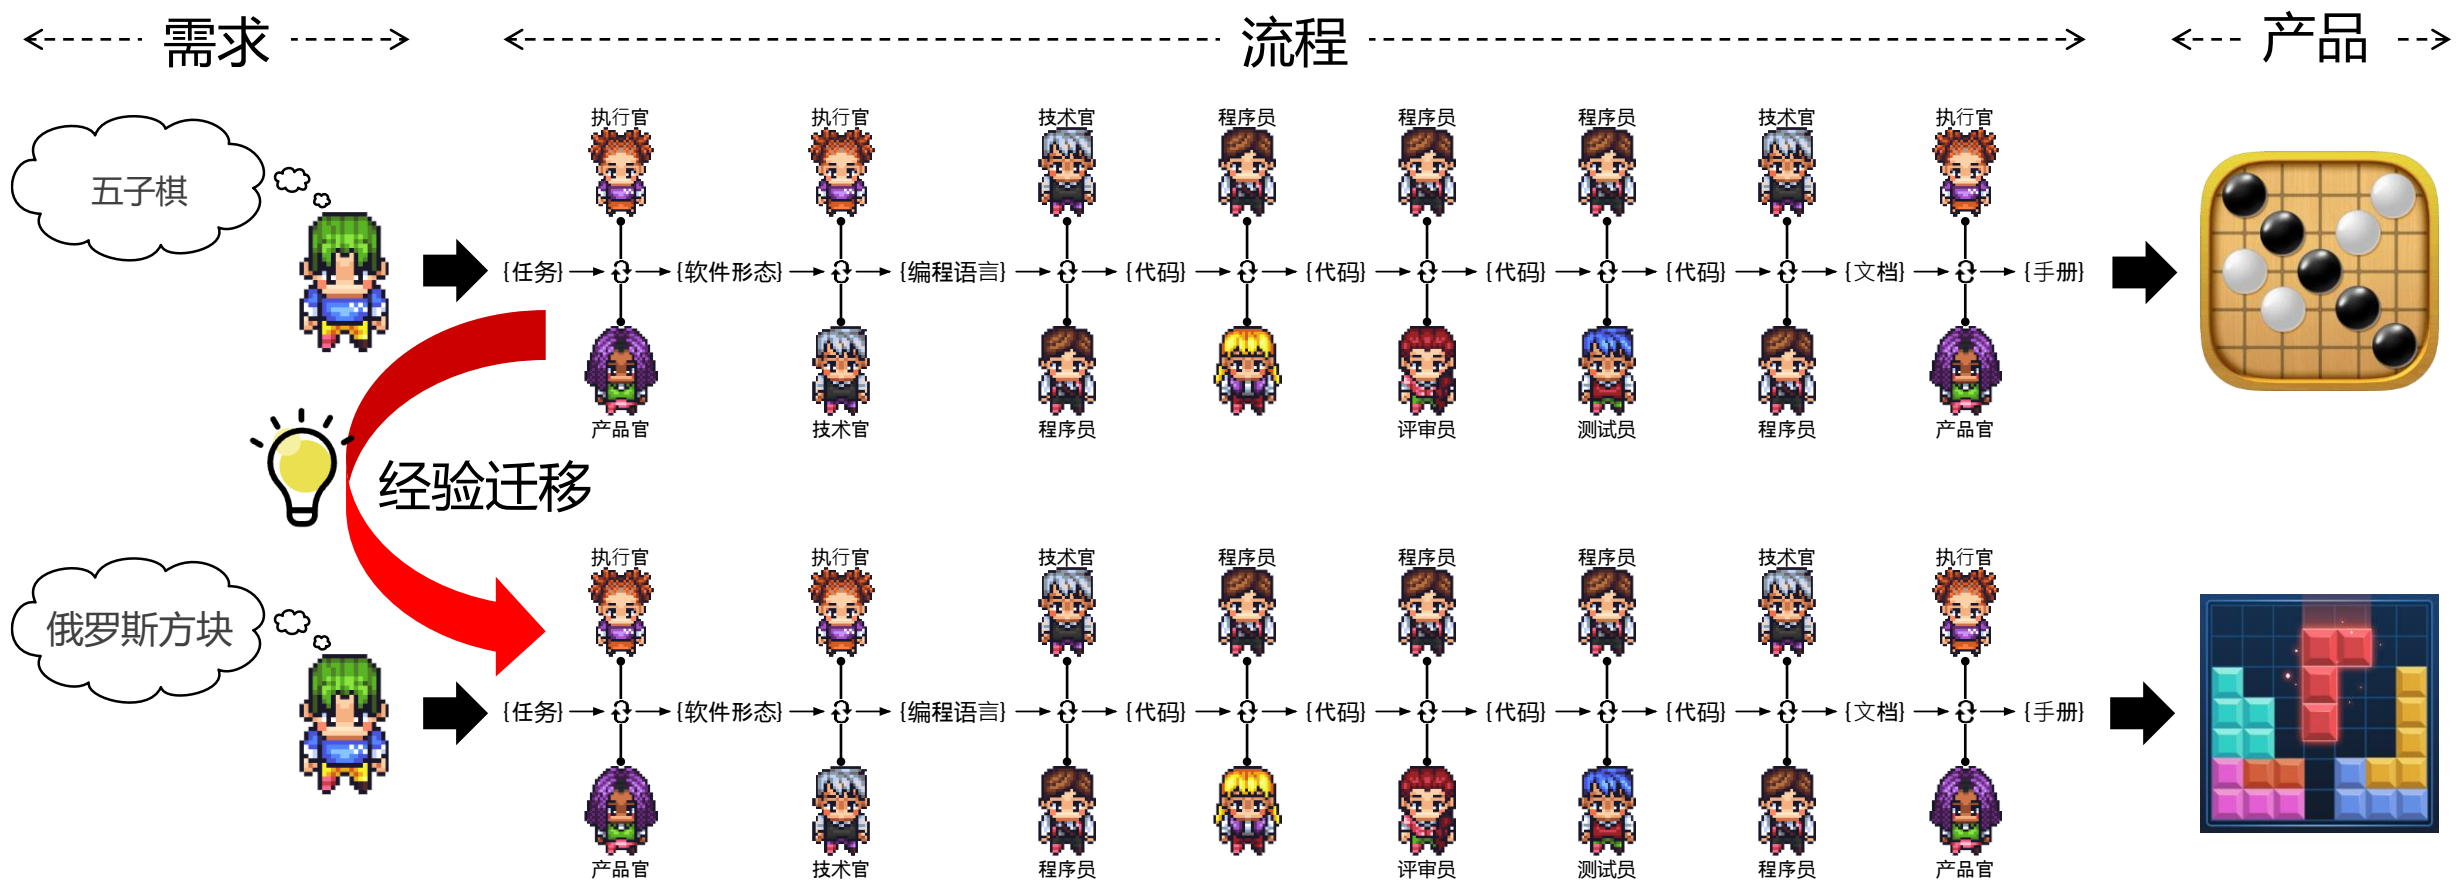 需求
流程
产品
执行官
执行官
技术官
程序员
程序员
程序员
技术官
执行官
五子棋
{任务}
{软件形态}
{编程语言}
{代码}
{代码}
{代码}
{代码}
{文档}
{手册}
产品官
技术官
程序员
评审员
测试员
程序员
产品官
经验迁移
执行官
执行官
技术官
程序员
程序员
程序员
技术官
执行官
俄罗斯方块
{任务}
{软件形态}
{编程语言}
{代码}
{代码}
{代码}
{代码}
{文档}
{手册}
产品官
技术官
程序员
评审员
测试员
程序员
产品官